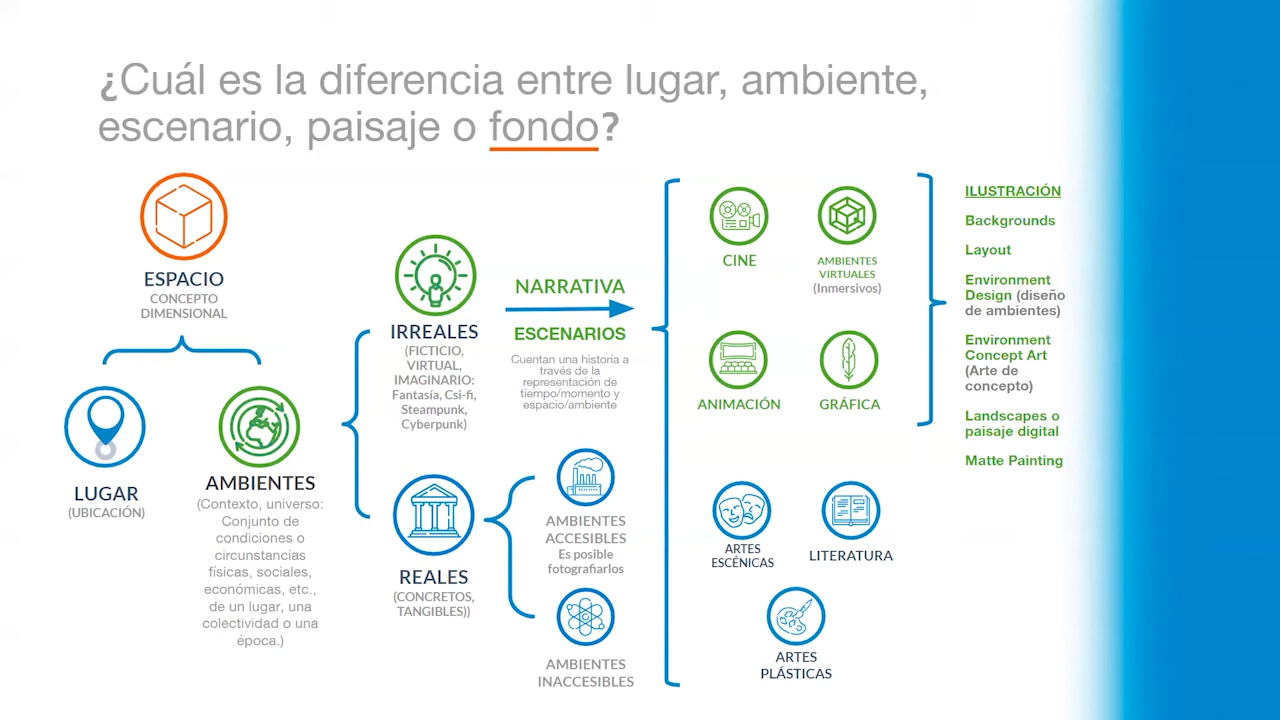 ¿Cuál es la diferencia entre lugar, ambiente,
escenario, paisaje o fondo?
ESPACIO
CONCEPTO
DIMENSIONAL
LUGAR
(UBICACIÓN)
AMBIENTES
(Contexto, universo:
Conjunto de
condiciones o
circunstancias
físicas, sociales,
económicas, etc.,
de un lugar, una
colectividad o una
época.)
IRREALES
(FICTICIO,
VIRTUAL,
IMAGINARIO:
Fantasía, Csi-fi,
Steampunk,
Cyberpunk)
REALES
(CONCRETOS,
TANGIBLES))
NARRATIVA
ESCENARIOS
Cuentan una historia a
través de la
representación de
tiempo/momento y
espacio/ambiente
AMBIENTES
ACCESIBLES
Es posible
fotografiarlos
AMBIENTES
INACCESIBLES
CINE
AMBIENTES
VIRTUALES
(Inmersivos)
ANIMACIÓN
GRÁFICA
ARTES
ESCÉNICAS
LITERATURA
ARTES
PLÁSTICAS
ILUSTRACIÓN
Backgrounds
Layout
Environment
Design (diseño
de ambientes)
Environment
Concept Art
(Arte de
concepto)
Landscapes o
paisaje digital
Matte Painting